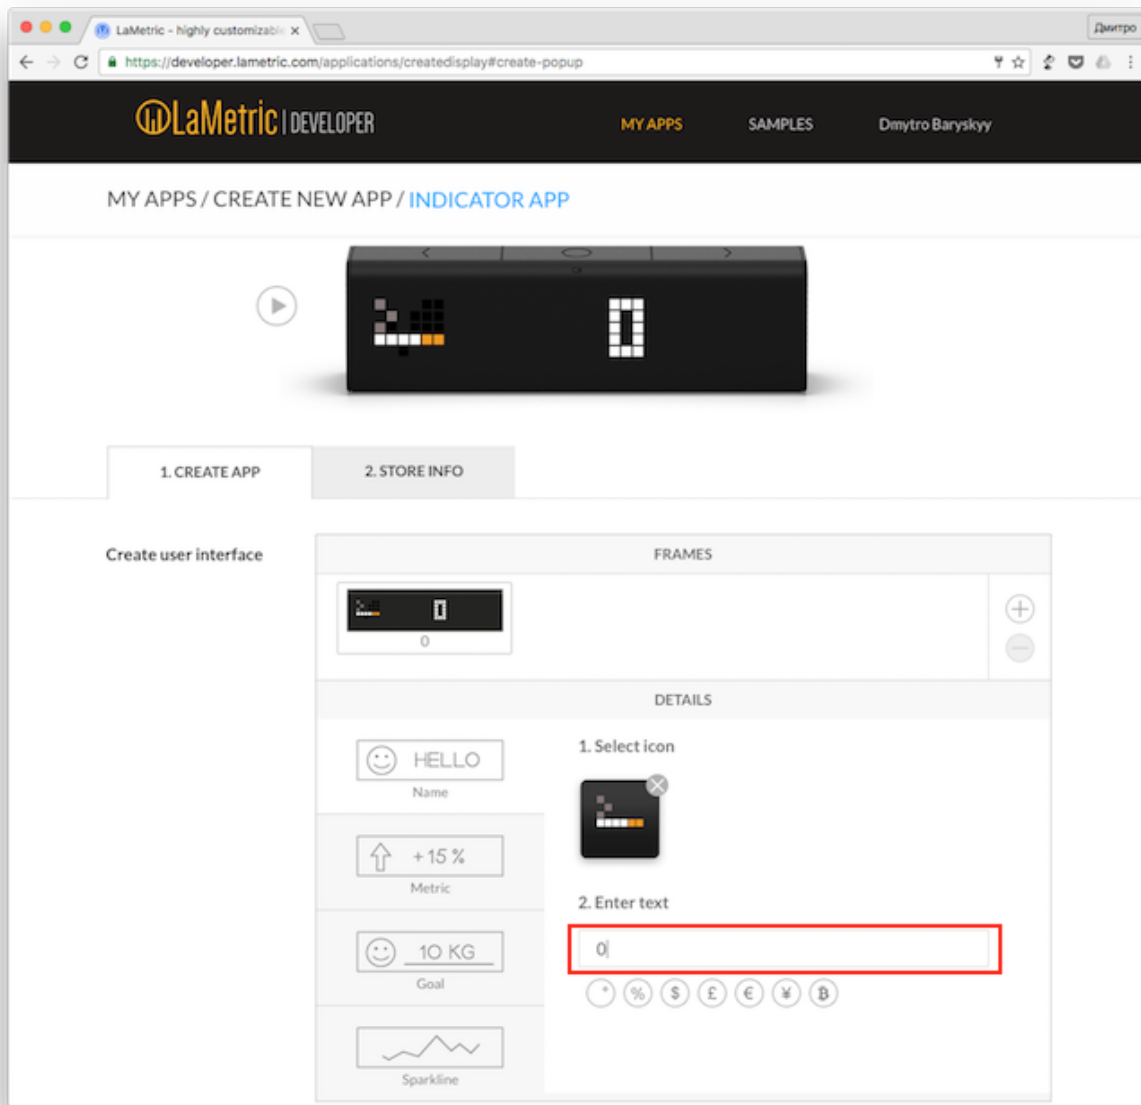 LaMetric – highly customizabl
Дмитро
https://developer.lametric.com/applications/createdisplay#create-popup
LaMetric | DEVELOPER
MY APPS
SAMPLES
Dmytro Baryskyy
MY APPS / CREATE NEW APP / INDICATOR APP
0
1. CREATE APP
2. STORE INFO
Create user interface
FRAMES
0
0
DETAILS
HELLO
Name
+15 %
Metric
10 KG
Goal
Sparkline
1. Select icon
2. Enter text
0
° % $ £ € ¥ ₿